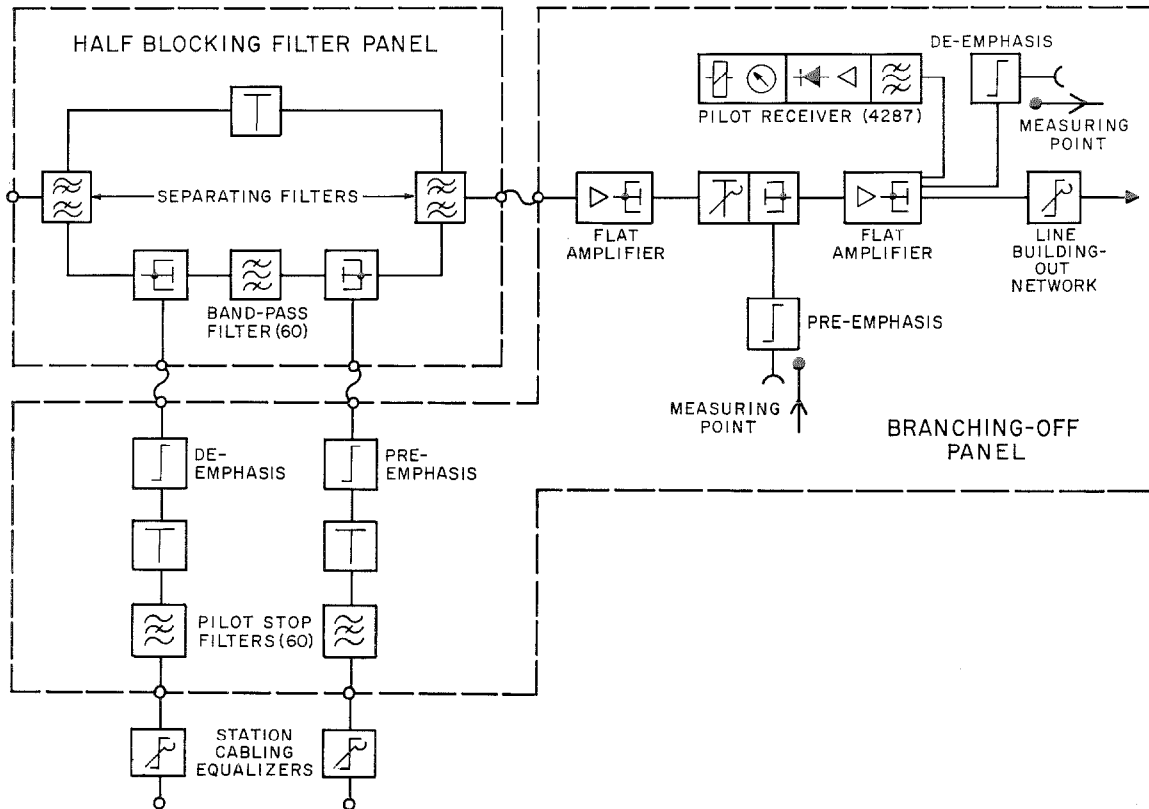 HALF BLOCKING FILTER PANEL
SEPARATING FILTERS
BAND-PASS
FILTER (60)
DE-EMPHASIS
PILOT RECEIVER (4287)
MEASURING
POINT
FLAT
AMPLIFIER
FLAT
AMPLIFIER
LINE
BUILDING-
OUT
NETWORK
PRE-EMPHASIS
MEASURING
POINT
BRANCHING-OFF
PANEL
DE-
EMPHASIS
PRE-
EMPHASIS
PILOT STOP
FILTERS (60)
STATION
CABLING
EQUALIZERS